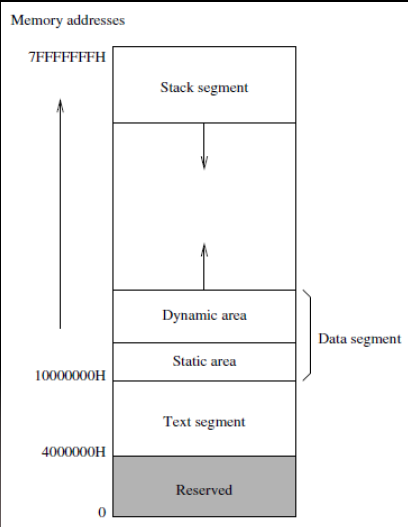 Memory addresses
7FFFFFFFH
Stack segment
Dynamic area
Data segment
Static area
10000000H
Text segment
4000000H
Reserved
0